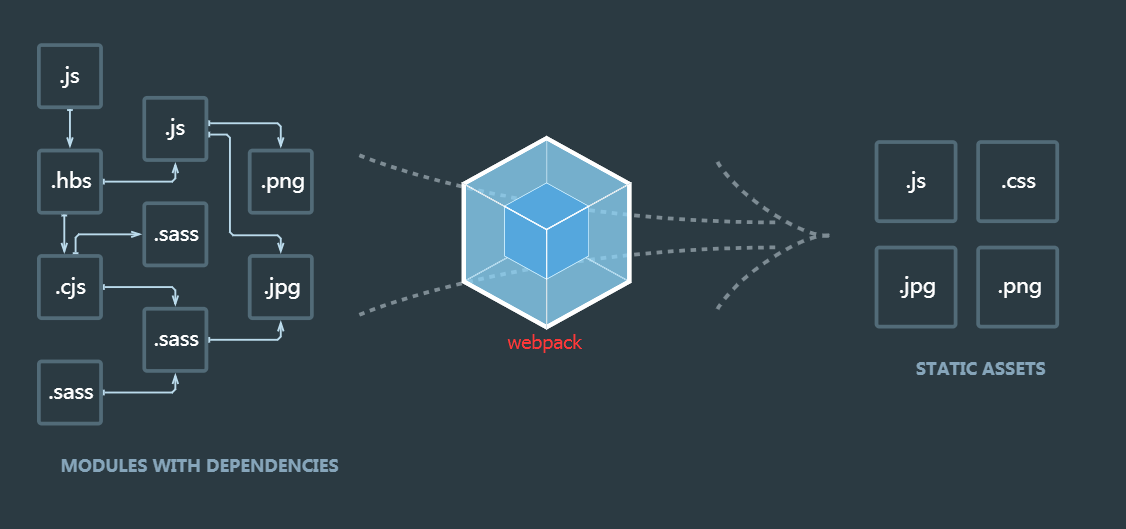 .js
.js
.hbs
.png
.sass
.cjs
.jpg
.sass
.sass
MODULES WITH DEPENDENCIES
webpack
.js
.css
.jpg
.png
STATIC ASSETS